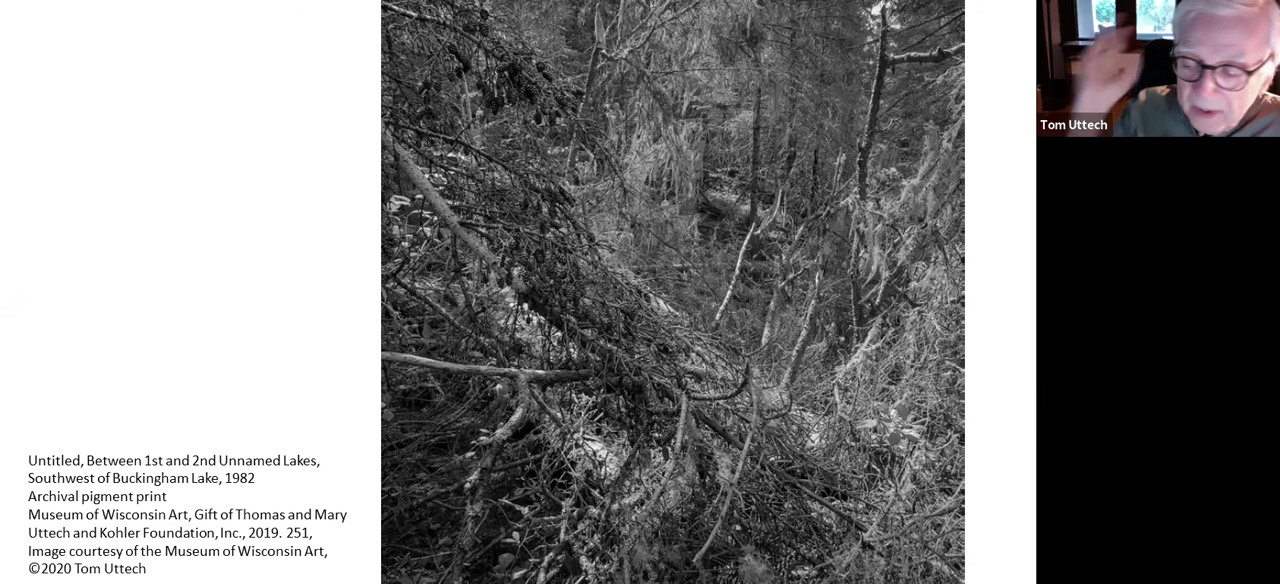 Tom Uttech
Untitled, Between 1st and 2nd Unnamed Lakes,
Southwest of Buckingham Lake, 1982
Archival pigment print
Museum of Wisconsin Art, Gift of Thomas and Mary
Uttech and Kohler Foundation, Inc., 2019. 251,
Image courtesy of the Museum of Wisconsin Art,
©2020 Tom Uttech